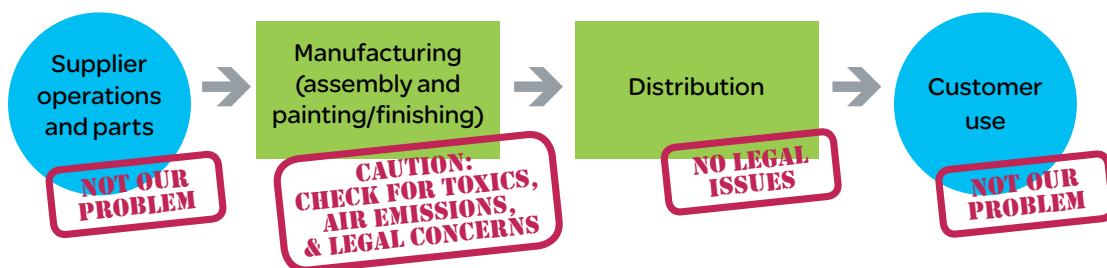 Supplier
operations
and parts
NOT OUR
PROBLEM
Manufacturing
(assembly and
painting/finishing)
CAUTION:
CHECK FOR TOXICS,
AIR EMISSIONS,
& LEGAL CONCERNS
Distribution
NO LEGAL
ISSUES
Customer
use
NOT OUR
PROBLEM